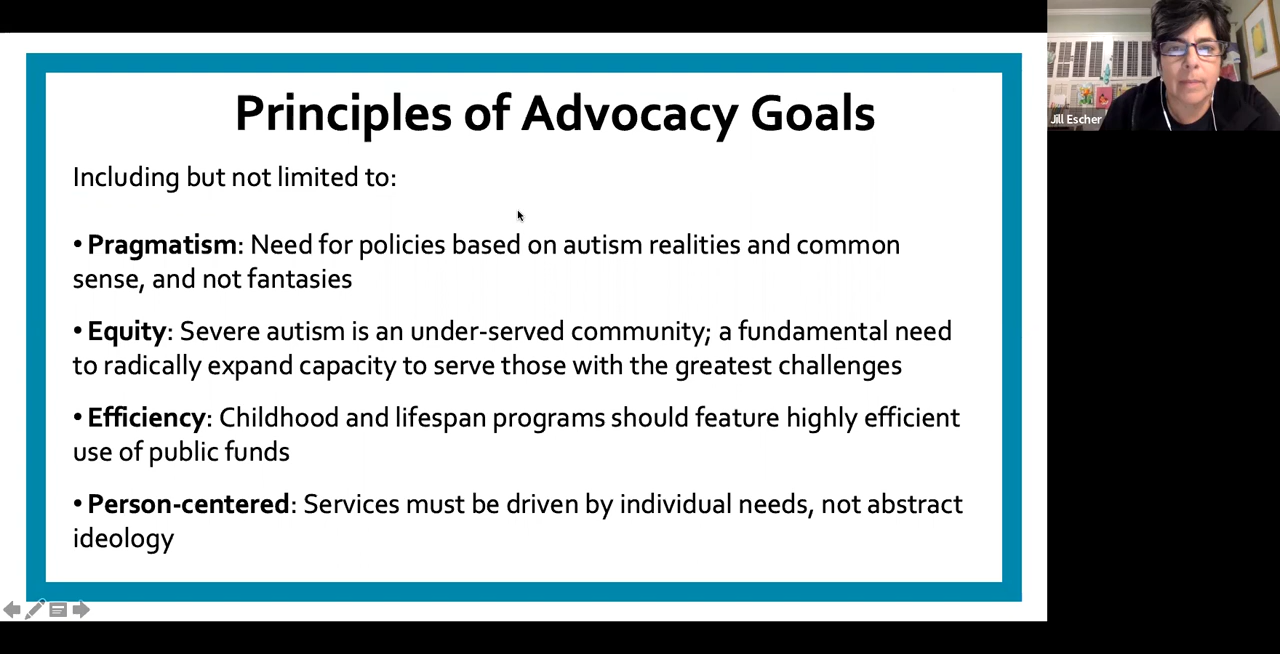 Principles of Advocacy Goals
Including but not limited to:
• Pragmatism: Need for policies based on autism realities and common
sense, and not fantasies
• Equity: Severe autism is an under-served community; a fundamental need
to radically expand capacity to serve those with the greatest challenges
• Efficiency: Childhood and lifespan programs should feature highly efficient
use of public funds
• Person-centered: Services must be driven by individual needs, not abstract
ideology
Jill Escher